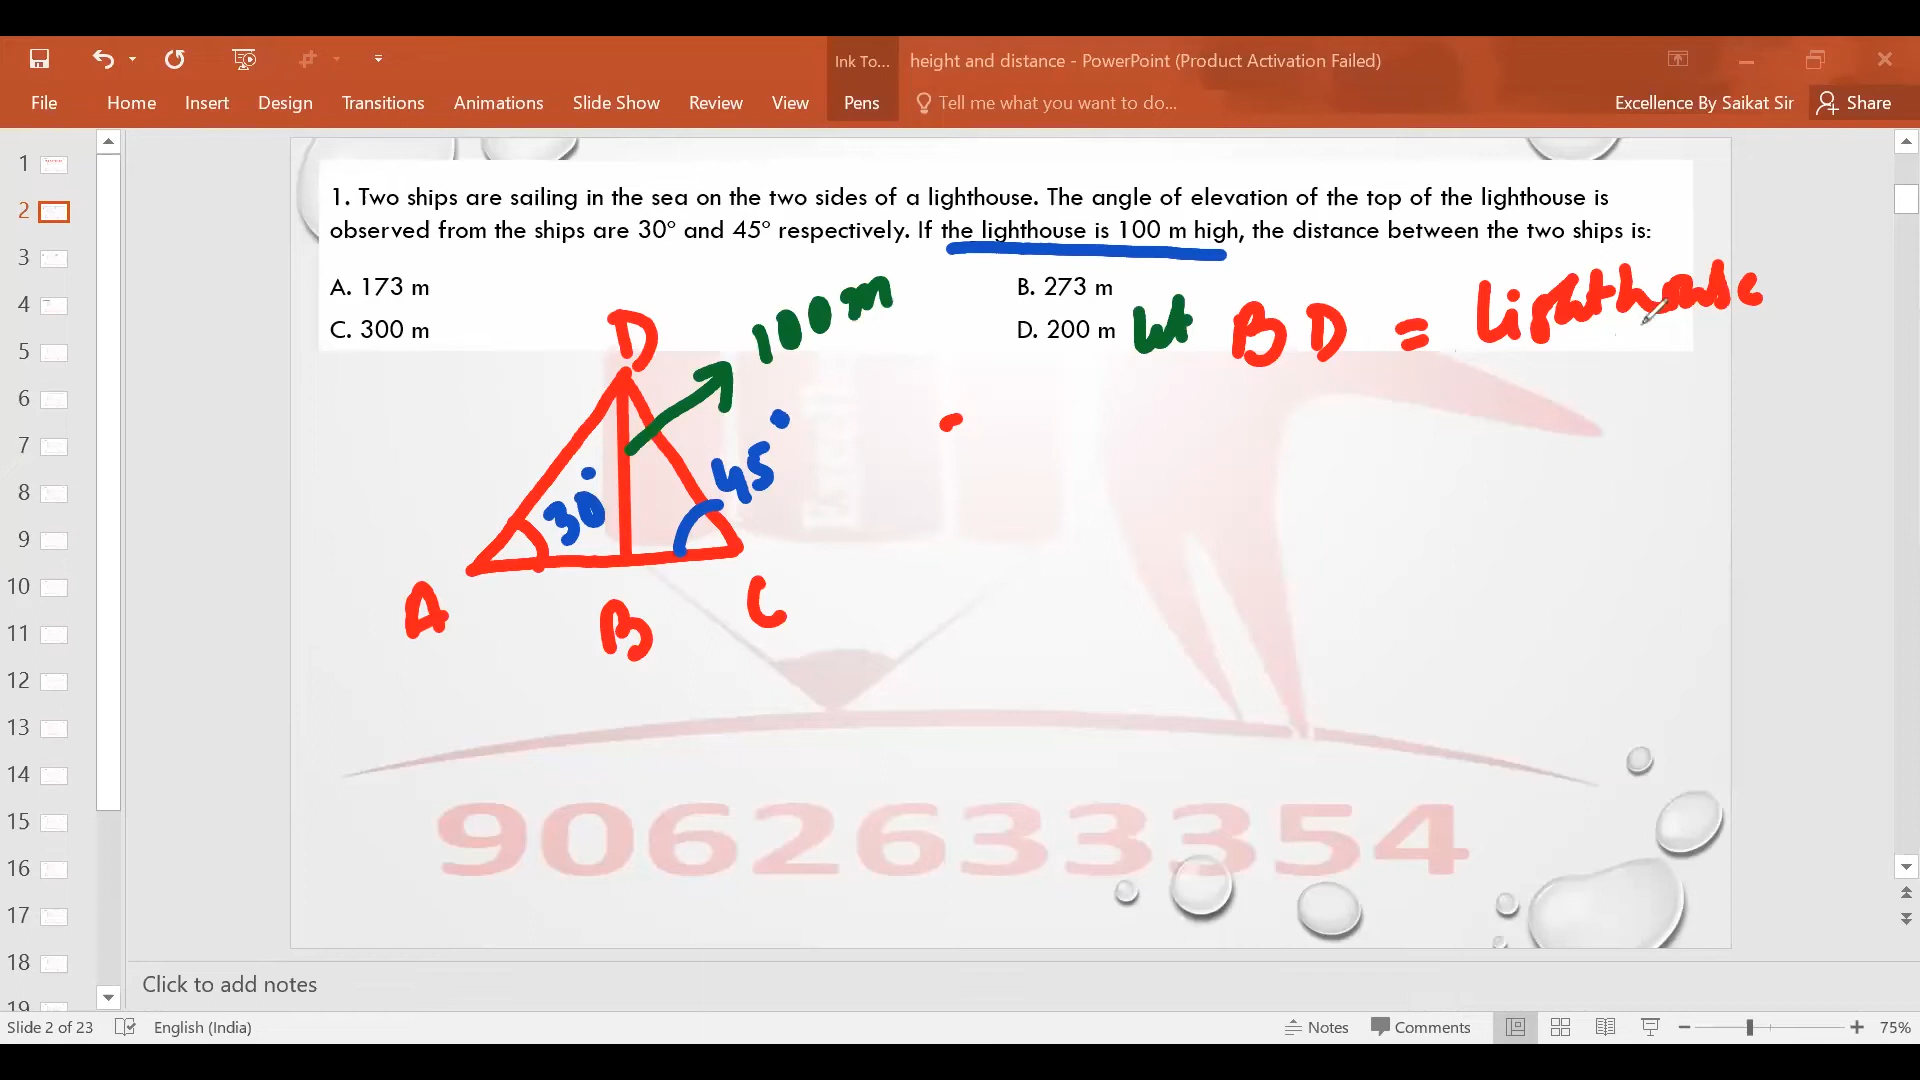 Ink To... height and distance - PowerPoint (Product Activation Failed)
File Home Insert Design Transitions Animations Slide Show Review View Pens Tell me what you want to do... Excellence By Saikat Sir Share
1. Two ships are sailing in the sea on the two sides of a lighthouse. The angle of elevation of the top of the lighthouse is
observed from the ships are 30° and 45° respectively. If the lighthouse is 100 m high, the distance between the two ships is:
A. 173 m B. 273 m
C. 300 m D. 200 m
let BD = lighthouse
D
100 m
30°
45°
A
B
C
9062633354
1
2
3
4
5
6
7
8
9
10
11
12
13
14
15
16
17
18
19
Click to add notes
Slide 2 of 23 English (India) Notes Comments 75%